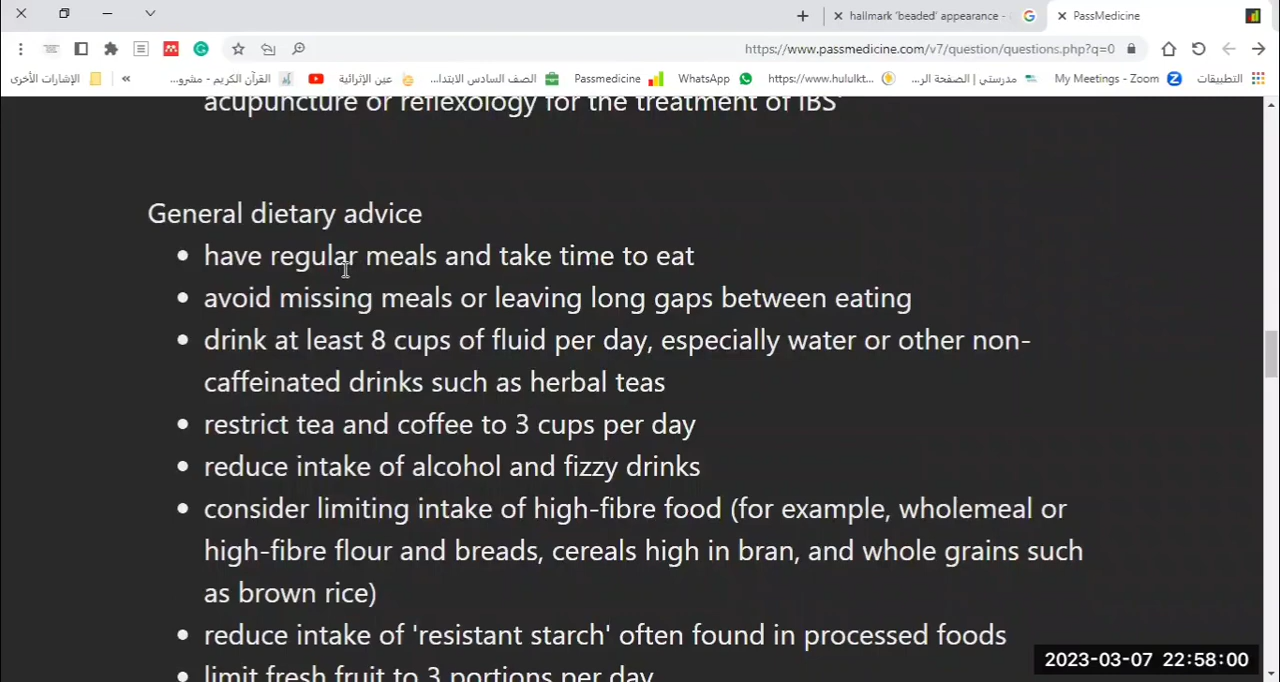 hallmark 'beaded' appearance -
PassMedicine
https://www.passmedicine.com/v7/question/questions.php?q=0
الإشارات الأخرى
»
القرآن الكريم - مشرو...
عين الإثرائية
الصف السادس الابتدا...
Passmedicine
WhatsApp
https://www.hululkt...
مدرستي | الصفحة الر...
My Meetings - Zoom
التطبيقات
acupuncture or reflexology for the treatment of IBS'
General dietary advice
• have regular meals and take time to eat
• avoid missing meals or leaving long gaps between eating
• drink at least 8 cups of fluid per day, especially water or other non-
caffeinated drinks such as herbal teas
• restrict tea and coffee to 3 cups per day
• reduce intake of alcohol and fizzy drinks
• consider limiting intake of high-fibre food (for example, wholemeal or
high-fibre flour and breads, cereals high in bran, and whole grains such
as brown rice)
• reduce intake of 'resistant starch' often found in processed foods
• limit fresh fruit to 3 portions per day
2023-03-07 22:58:00